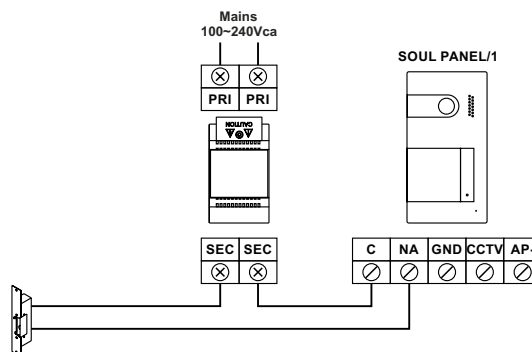 Mains
100~240Vca
SOUL PANEL/1
PRI PRI
CAUTION
SEC SEC
C NA GND CCTV AP-